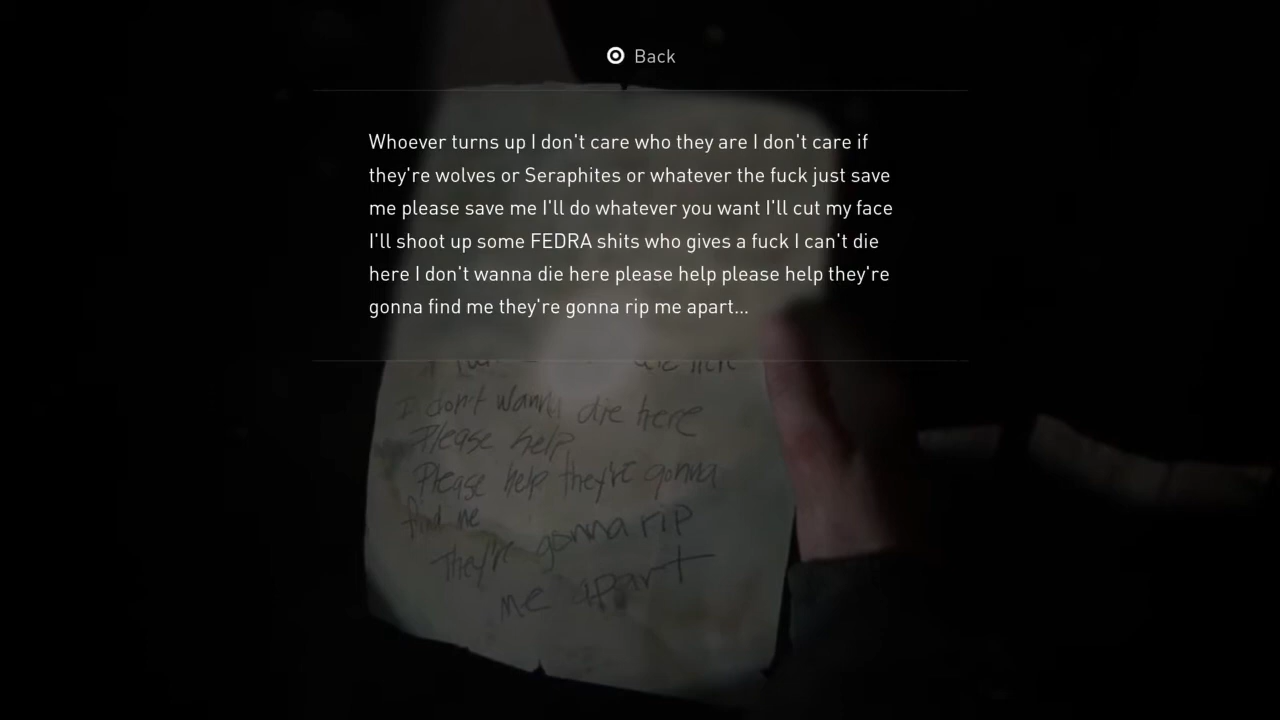 Back
Whoever turns up I don't care who they are I don't care if
they're wolves or Seraphites or whatever the fuck just save
me please save me I'll do whatever you want I'll cut my face
I'll shoot up some FEDRA shits who gives a fuck I can't die
here I don't wanna die here please help please help they're
gonna find me they're gonna rip me apart...
die here
I don't wanna die here
Please help
Please help they're gonna
find me
They're gonna rip
me apart